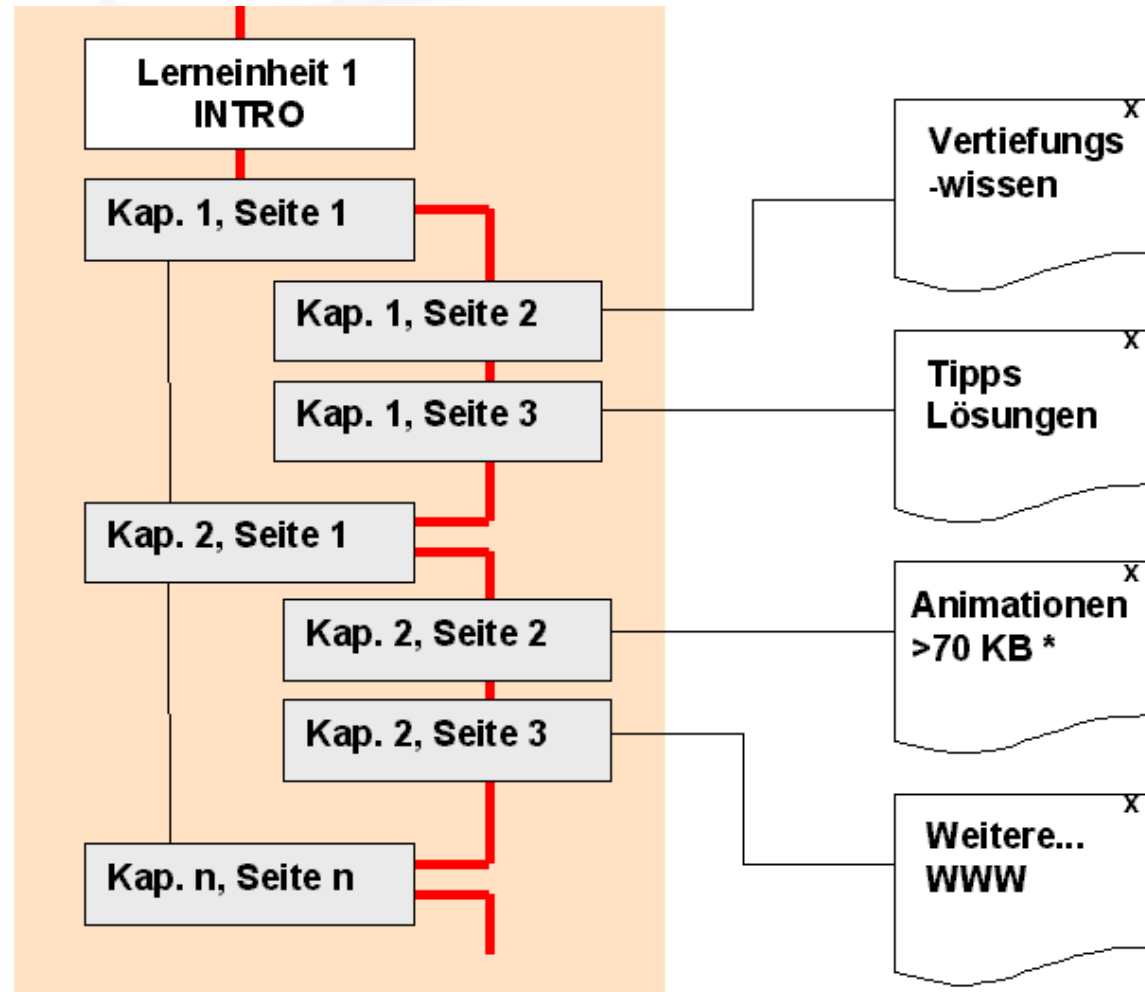 Lerneinheit 1
INTRO
Kap. 1, Seite 1
Kap. 1, Seite 2
Kap. 1, Seite 3
Kap. 2, Seite 1
Kap. 2, Seite 2
Kap. 2, Seite 3
Kap. n, Seite n
x
Vertiefungs
-wissen
x
Tipps
Lösungen
x
Animationen
>70 KB *
x
Weitere...
WWW